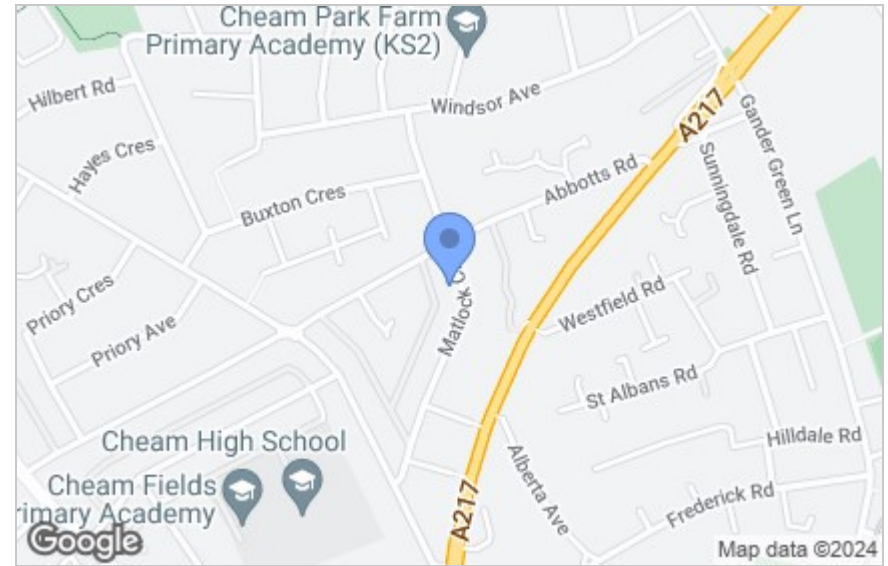 Cheam Park Farm
Primary Academy (KS2)
Hilbert Rd
Windsor Ave
A217
Gander Green Ln
Hayes Cres
Abbotts Rd
Sunningdale Rd
Buxton Cres
Priory Cres
Matlock
Westfield Rd
Priory Ave
St Albans Rd
Cheam High School
Hilldale Rd
Cheam Fields
rimary Academy
Alberta Ave
Frederick Rd
A217
Google
Map data ©2024